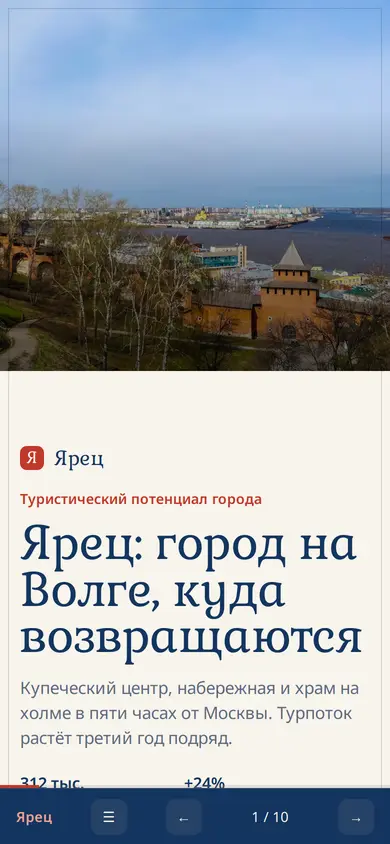 Я Ярец
Туристический потенциал города
Ярец: город на
Волге, куда
возвращаются
Купеческий центр, набережная и храм на
холме в пяти часах от Москвы. Турпоток
растёт третий год подряд.
312 тыс. +24%
Ярец ☰ ← 1 / 10 →